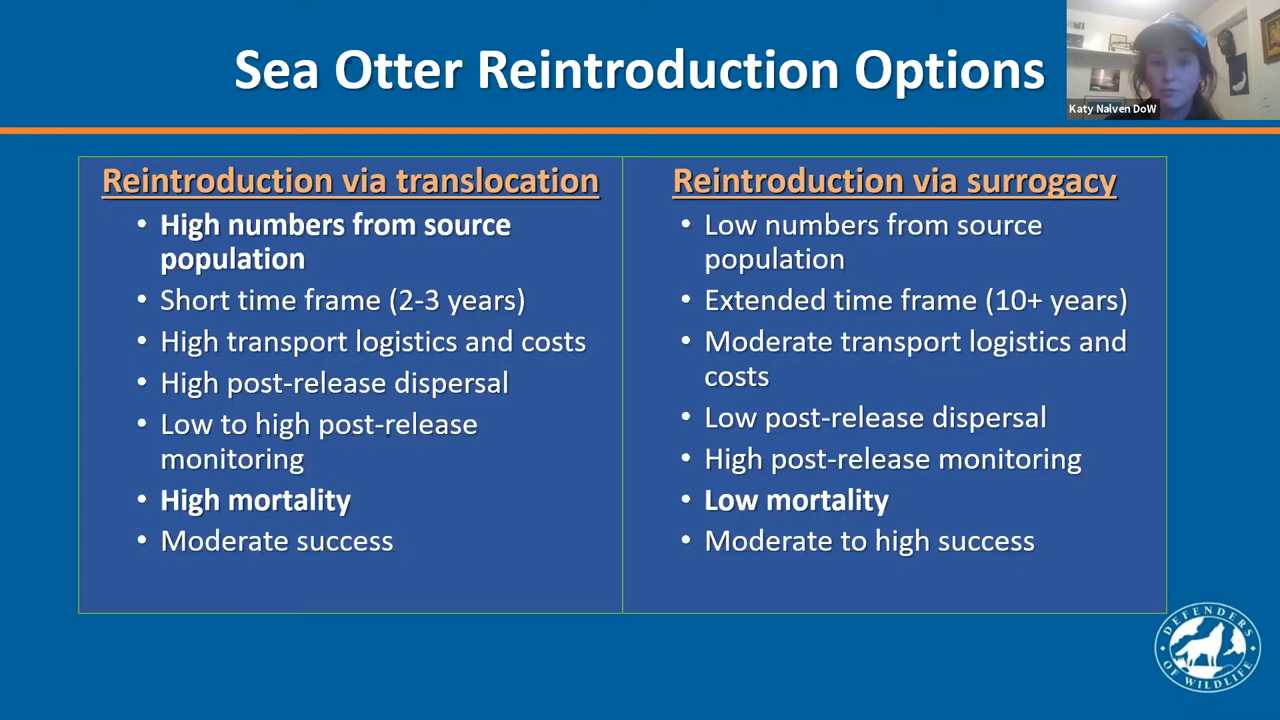 Sea Otter Reintroduction Options
Katy Nalven DoW
Reintroduction via translocation
• High numbers from source
population
• Short time frame (2-3 years)
• High transport logistics and costs
• High post-release dispersal
• Low to high post-release
monitoring
• High mortality
• Moderate success
Reintroduction via surrogacy
• Low numbers from source
population
• Extended time frame (10+ years)
• Moderate transport logistics and
costs
• Low post-release dispersal
• High post-release monitoring
• Low mortality
• Moderate to high success
DEFENDERS
OF WILDLIFE